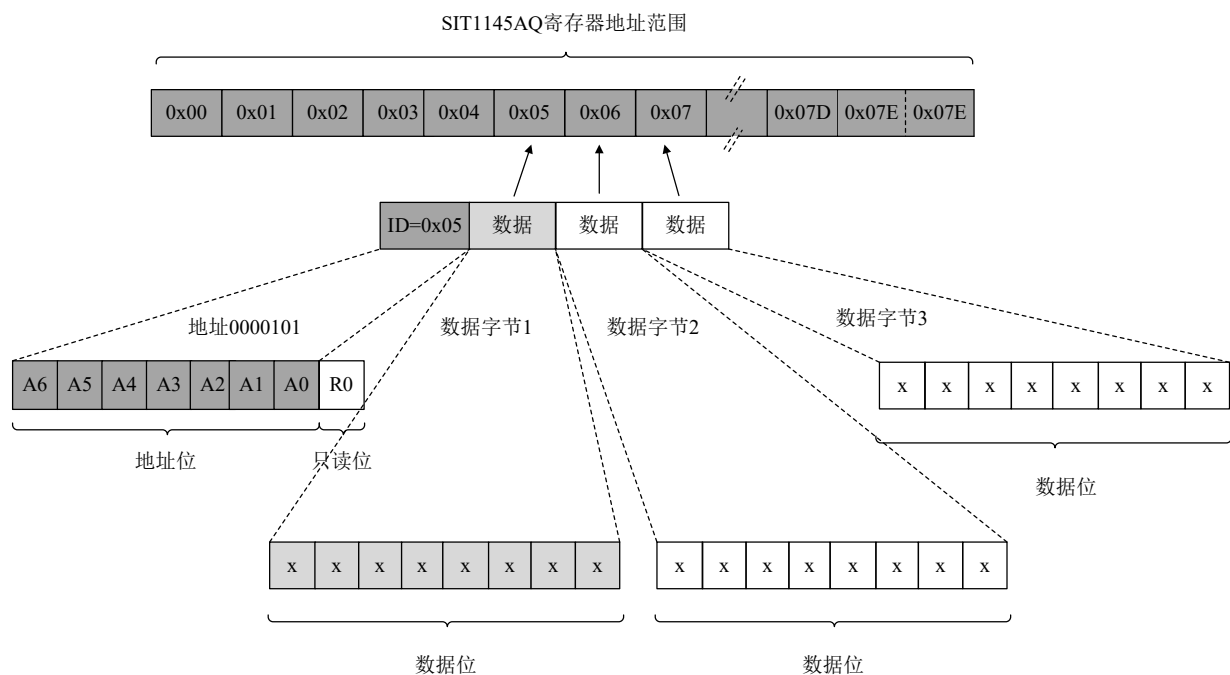 SIT1145AQ寄存器地址范围
0x00 0x01 0x02 0x03 0x04 0x05 0x06 0x07 0x07D 0x07E 0x07E
ID=0x05 数据 数据 数据
地址0000101 数据字节1 数据字节2 数据字节3
A6 A5 A4 A3 A2 A1 A0 R0
x x x x x x x x
地址位 只读位
数据位
x x x x x x x x x x x x x x x x
数据位 数据位